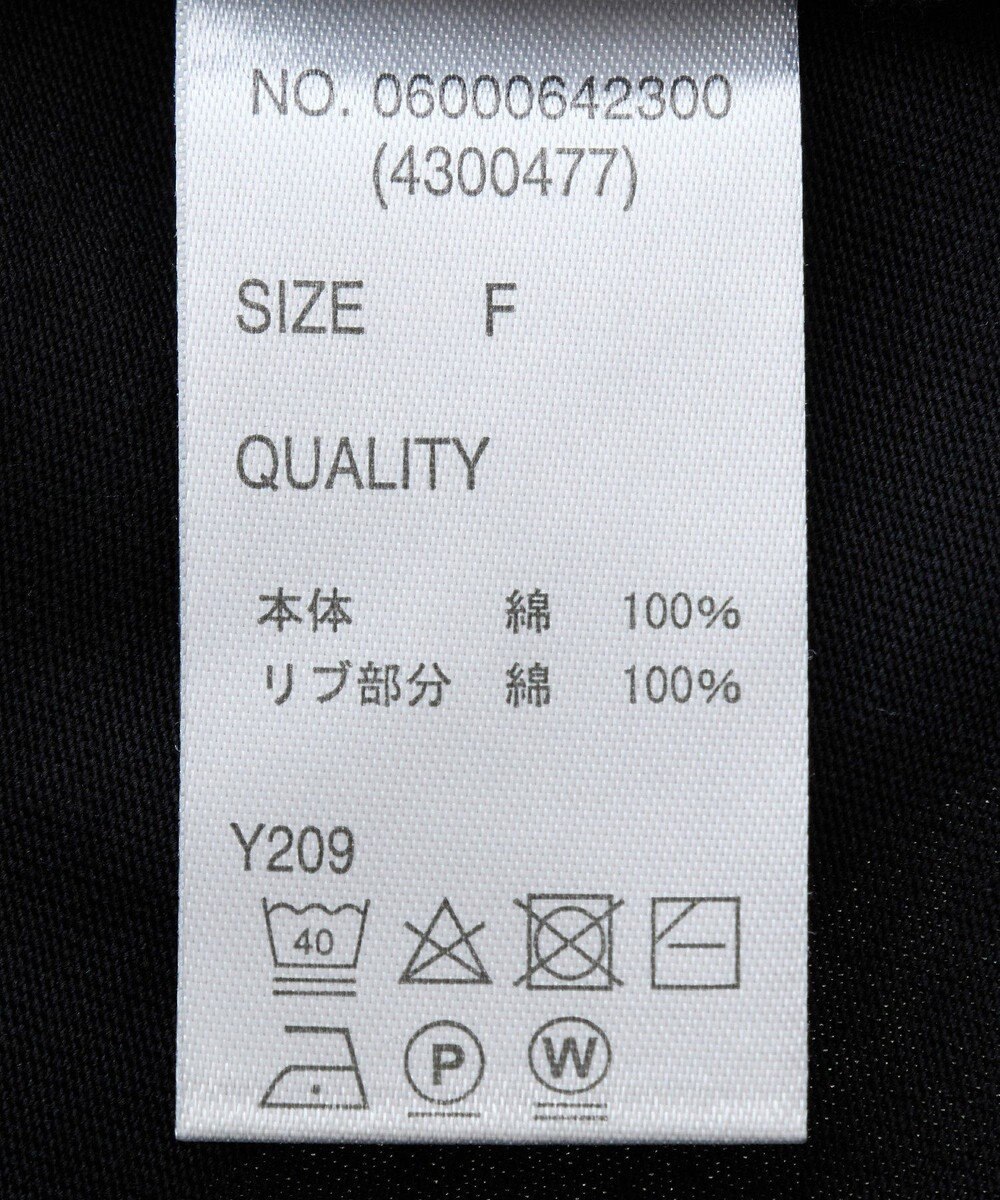 NO. 06000642300
(4300477)
SIZE F
QUALITY
本体 綿 100%
リブ部分 綿 100%
Y209
40
P W